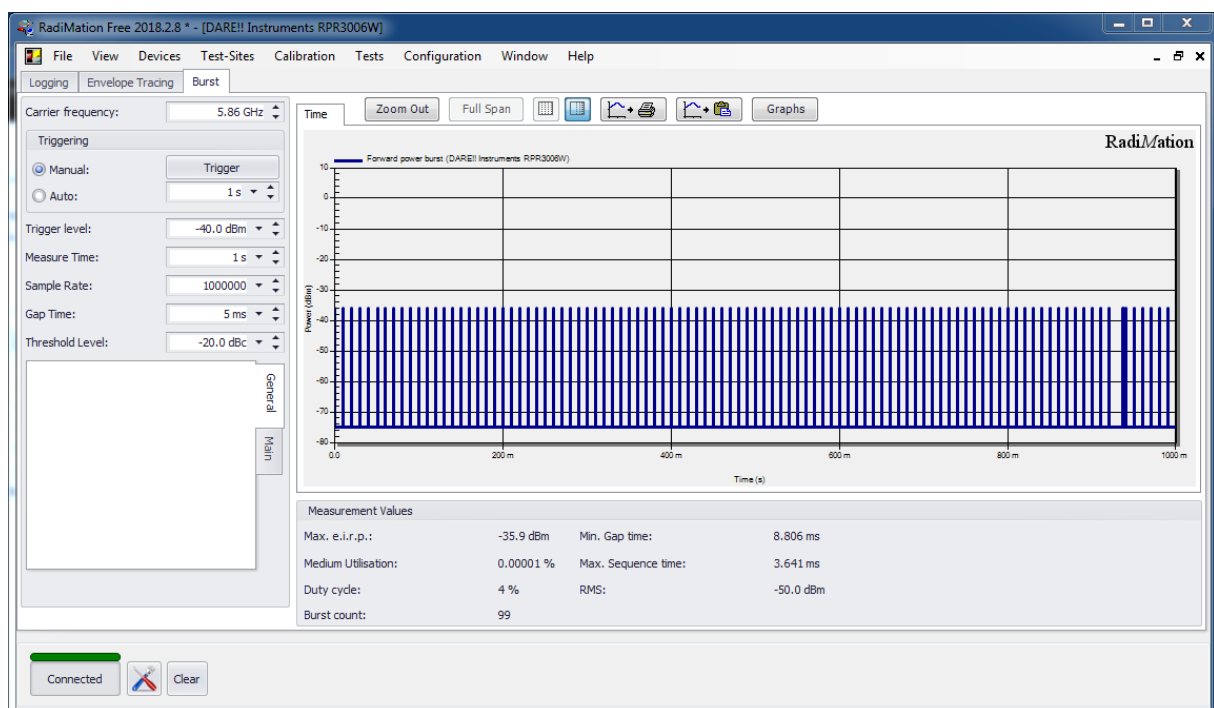 RadiMation Free 2018.2.8 * - [DARE!! Instruments RPR3006W]
File View Devices Test-Sites Calibration Tests Configuration Window Help
Logging Envelope Tracing Burst
Carrier frequency: 5.86 GHz
Triggering
Manual: Trigger
Auto: 1 s
Trigger level: -40.0 dBm
Measure Time: 1 s
Sample Rate: 1000000
Gap Time: 5 ms
Threshold Level: -20.0 dBc
General
Main
Time Zoom Out Full Span Graphs
RadiMation
Forward power burst (DARE!! Instruments RPR3006W)
10
0
-10
-20
-30
-40
-50
-60
-70
-80
Power (dBm)
0.0 200 m 400 m 600 m 800 m 1000 m
Time (s)
Measurement Values
Max. e.i.r.p.: -35.9 dBm Min. Gap time: 8.806 ms
Medium Utilisation: 0.00001 % Max. Sequence time: 3.641 ms
Duty cycle: 4 % RMS: -50.0 dBm
Burst count: 99
Connected Clear